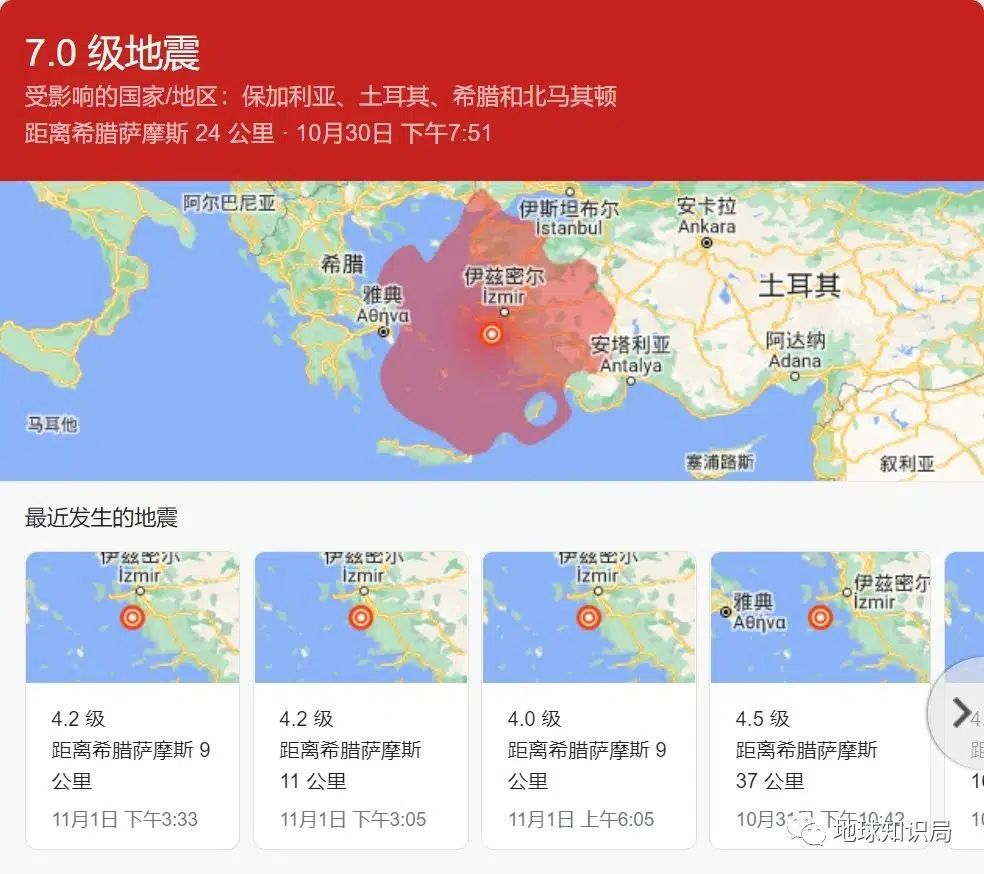 7.0 级地震
受影响的国家/地区：保加利亚、土耳其、希腊和北马其顿
距离希腊萨摩斯 24 公里 · 10月30日 下午7:51
阿尔巴尼亚
伊斯坦布尔
İstanbul
安卡拉
Ankara
希腊
伊兹密尔
İzmir
土耳其
雅典
Αθήνα
安塔利亚
Antalya
阿达纳
Adana
马耳他
塞浦路斯
叙利亚
最近发生的地震
伊兹密尔
İzmir
4.2 级
距离希腊萨摩斯 9
公里
11月1日 下午3:33
伊兹密尔
İzmir
4.2 级
距离希腊萨摩斯
11 公里
11月1日 下午3:05
伊兹密尔
İzmir
4.0 级
距离希腊萨摩斯 9
公里
11月1日 上午6:05
雅典
Αθήνα
伊兹密尔
İzmir
4.5 级
距离希腊萨摩斯
37 公里
10月31日 下午10:42
地球知识局